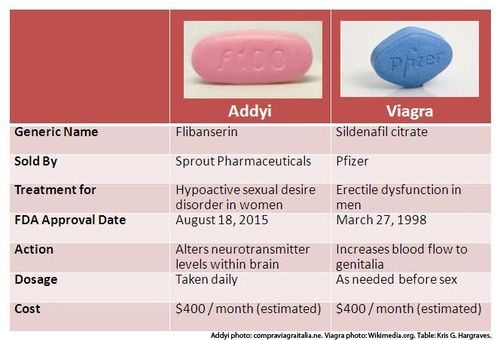 F100
Pfizer
Addyi Viagra
Generic Name Flibanserin Sildenafil citrate
Sold By Sprout Pharmaceuticals Pfizer
Treatment for Hypoactive sexual desire Erectile dysfunction in
disorder in women men
FDA Approval Date August 18, 2015 March 27, 1998
Action Alters neurotransmitter Increases blood flow to
levels within brain genitalia
Dosage Taken daily As needed before sex
Cost $400 / month (estimated) $400 / month (estimated)
Addyi photo: compraviagraitalia.ne. Viagra photo: Wikimedia.org. Table: Kris G. Hargraves.